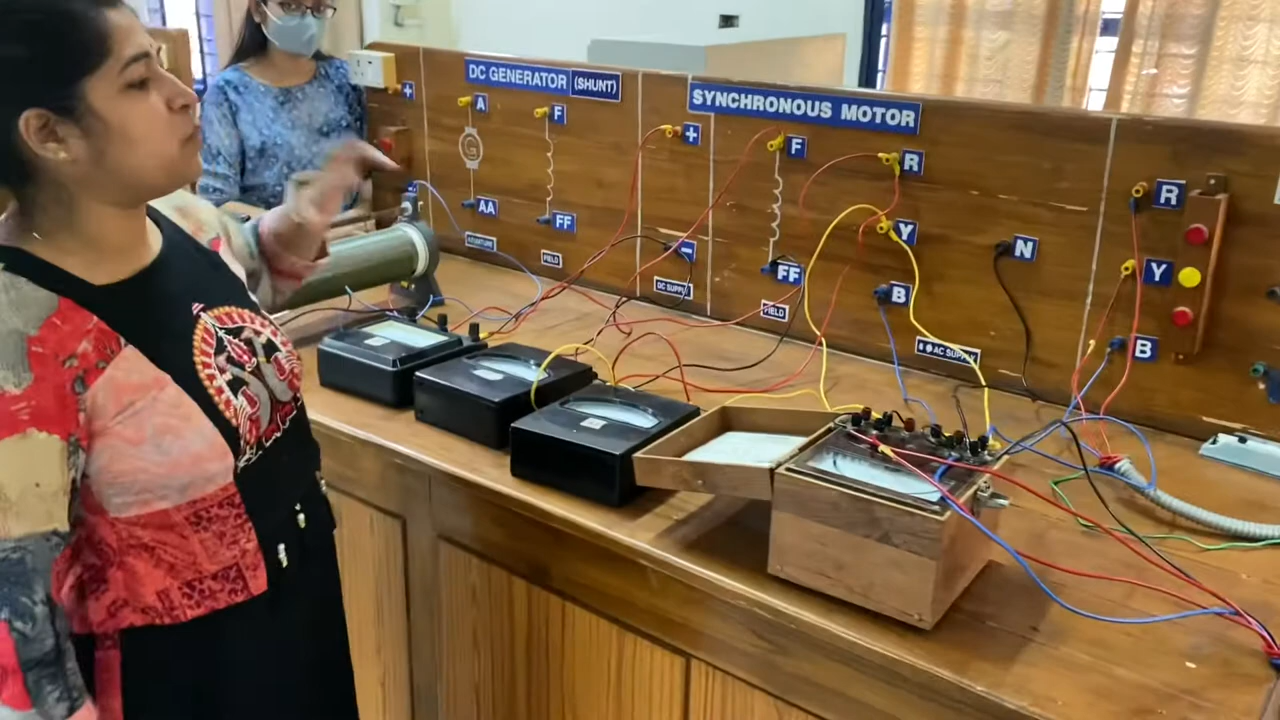 DC GENERATOR (SHUNT)
SYNCHRONOUS MOTOR
+
A
F
G
AA
FF
ARMATURE
FIELD
+
−
DC SUPPLY
F
FF
FIELD
R
Y
B
N
AC SUPPLY
R
Y
B